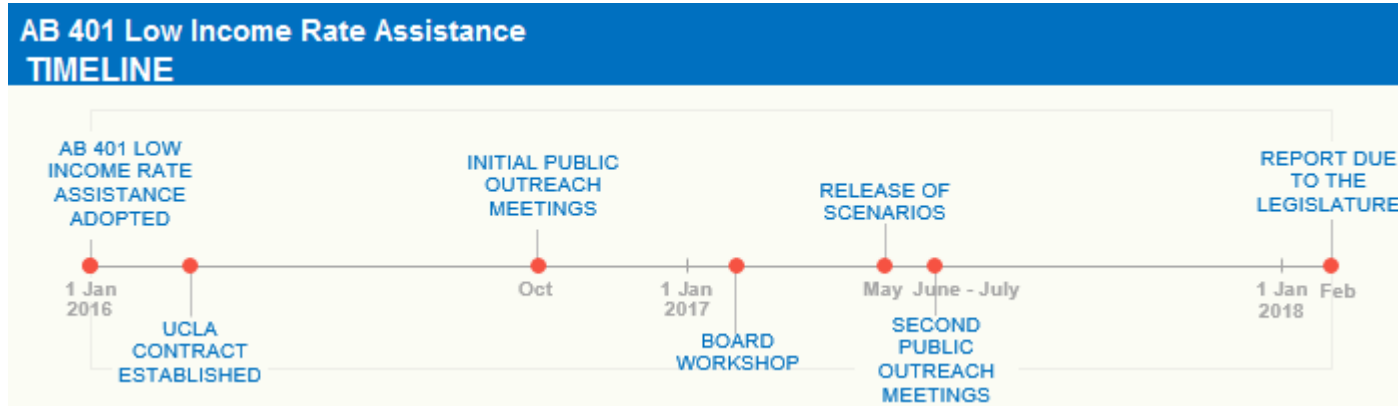 AB 401 Low Income Rate Assistance
TIMELINE
AB 401 LOW
INCOME RATE
ASSISTANCE
ADOPTED
INITIAL PUBLIC
OUTREACH
MEETINGS
RELEASE OF
SCENARIOS
REPORT DUE
TO THE
LEGISLATURE
1 Jan
2016
Oct
1 Jan
2017
May
June - July
1 Jan
2018
Feb
UCLA
CONTRACT
ESTABLISHED
BOARD
WORKSHOP
SECOND
PUBLIC
OUTREACH
MEETINGS